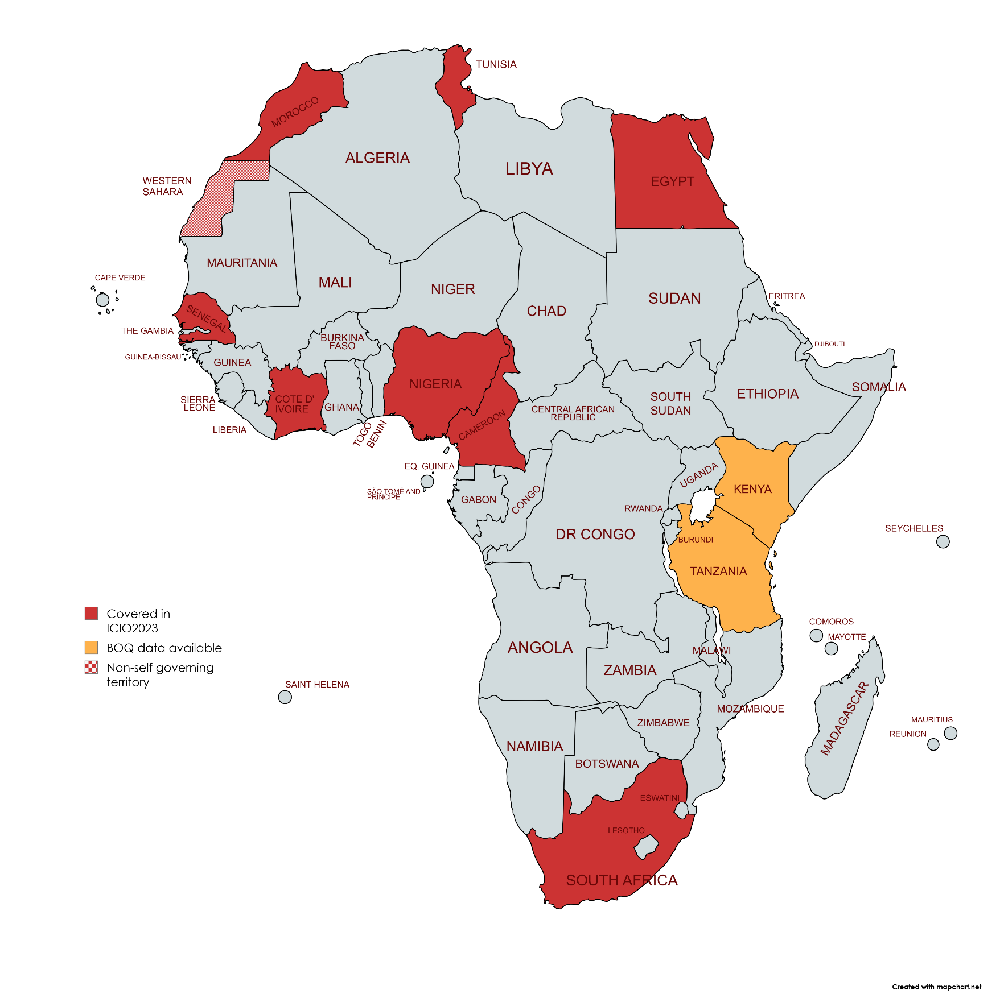 TUNISIA
MOROCCO
ALGERIA
LIBYA
EGYPT
WESTERN
SAHARA
MAURITANIA
MALI
NIGER
CHAD
SUDAN
ERITREA
CAPE VERDE
SENEGAL
THE GAMBIA
GUINEA-BISSAU
GUINEA
BURKINA
FASO
DJIBOUTI
SOMALIA
SIERRA
LEONE
LIBERIA
COTE D'
IVOIRE
GHANA
TOGO
BENIN
NIGERIA
CAMEROON
CENTRAL AFRICAN
REPUBLIC
SOUTH
SUDAN
ETHIOPIA
EQ. GUINEA
SÃO TOMÉ AND
PRÍNCIPE
GABON
CONGO
DR CONGO
UGANDA
KENYA
RWANDA
BURUNDI
TANZANIA
SEYCHELLES
Covered in
ICIO2023
BOQ data available
Non-self governing
territory
SAINT HELENA
ANGOLA
ZAMBIA
MALAWI
COMOROS
MAYOTTE
MOZAMBIQUE
MADAGASCAR
MAURITIUS
REUNION
ZIMBABWE
NAMIBIA
BOTSWANA
ESWATINI
LESOTHO
SOUTH AFRICA
Created with mapchart.net